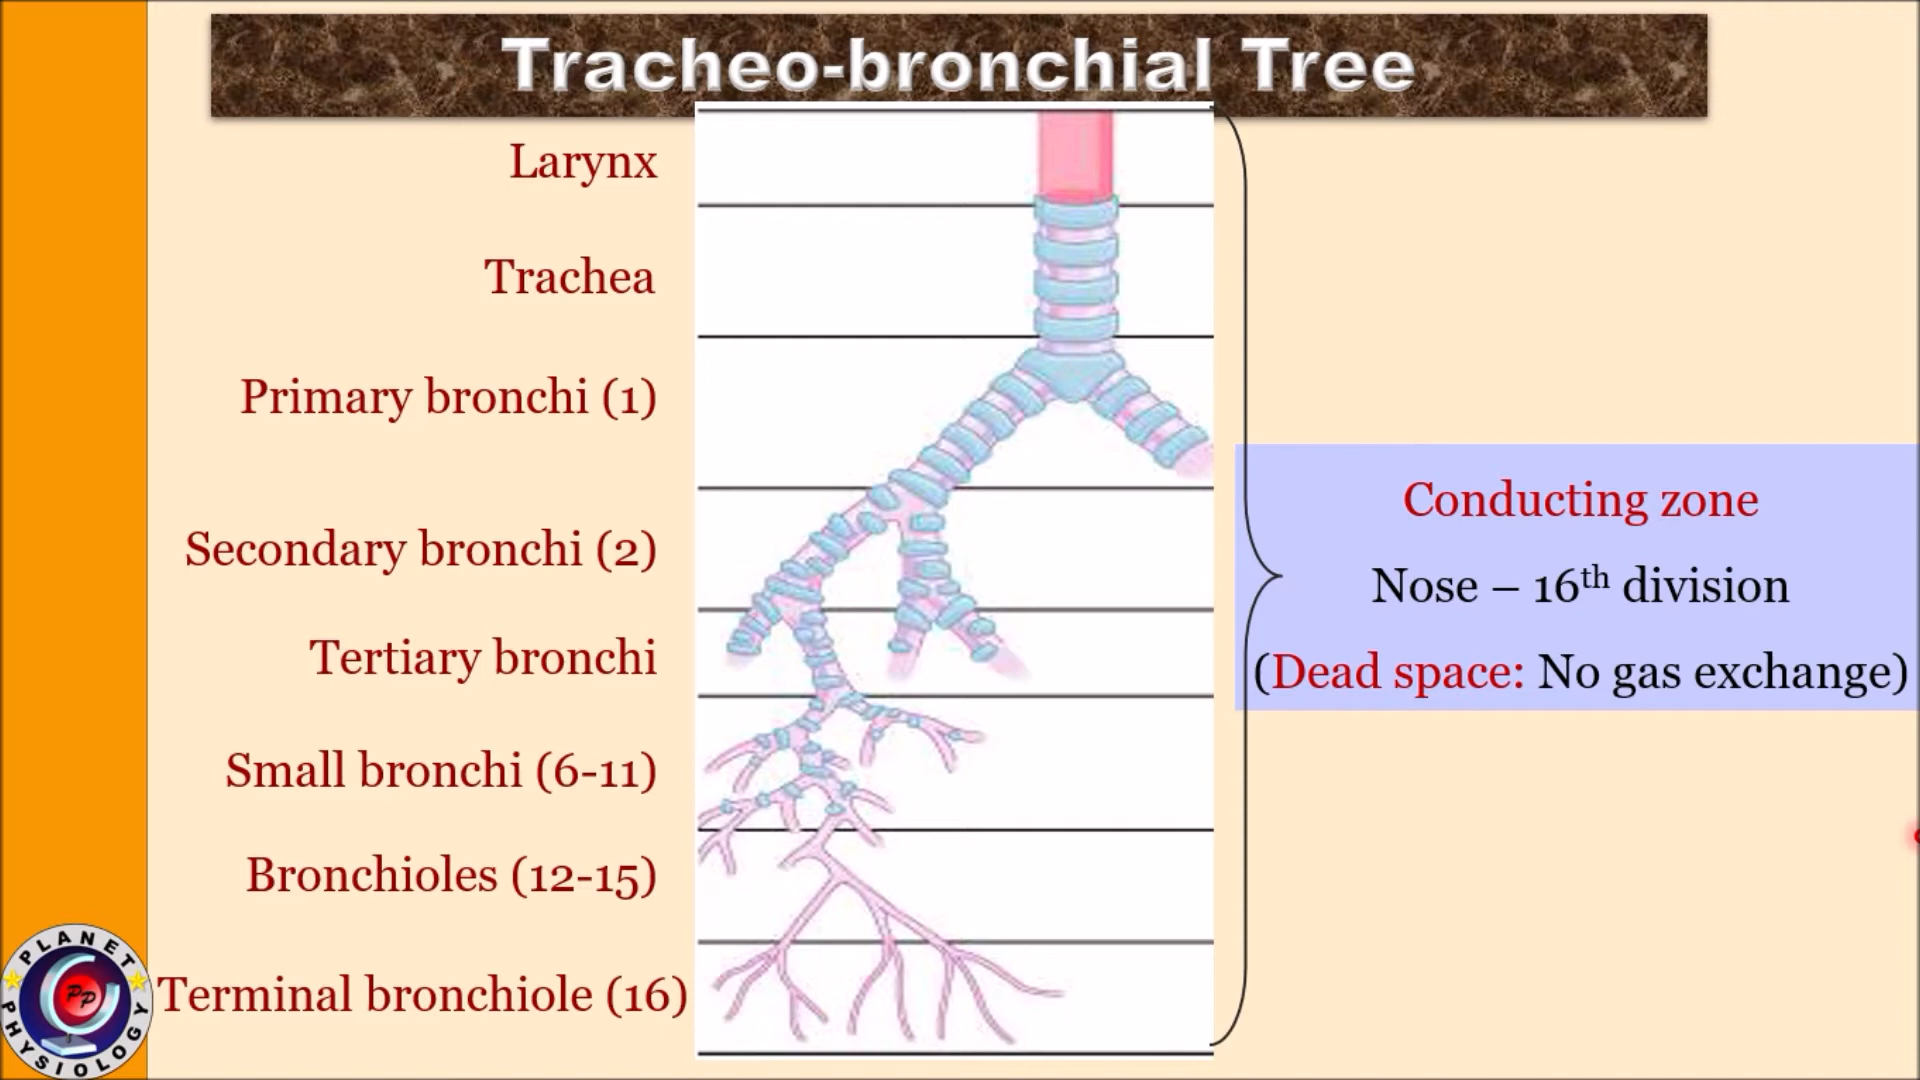 Tracheo-bronchial Tree
Larynx
Trachea
Primary bronchi (1)
Secondary bronchi (2)
Tertiary bronchi
Small bronchi (6-11)
Bronchioles (12-15)
Terminal bronchiole (16)
Conducting zone
Nose – 16th division
(Dead space: No gas exchange)
PLANET
PP
PHYSIOLOGY